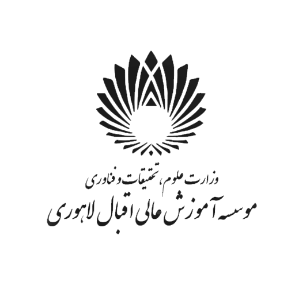 وزارت علوم، تحقیقات و فناوری
موسسه آموزش عالی اقبال لاهوری